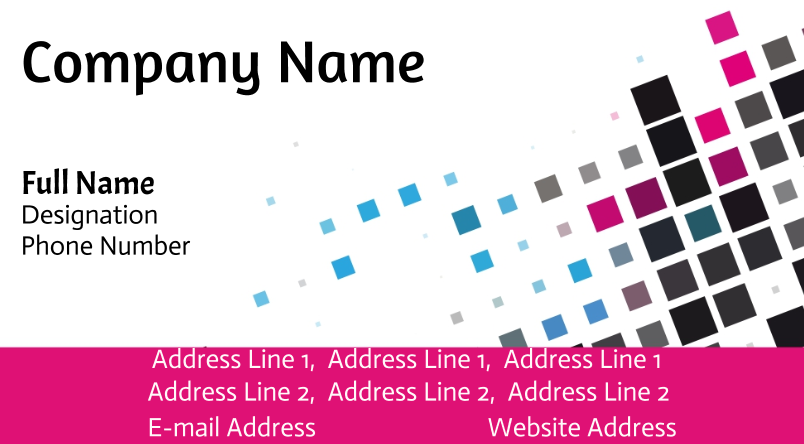 Company Name
Full Name
Designation
Phone Number
Address Line 1, Address Line 1, Address Line 1
Address Line 2, Address Line 2, Address Line 2
E-mail Address Website Address